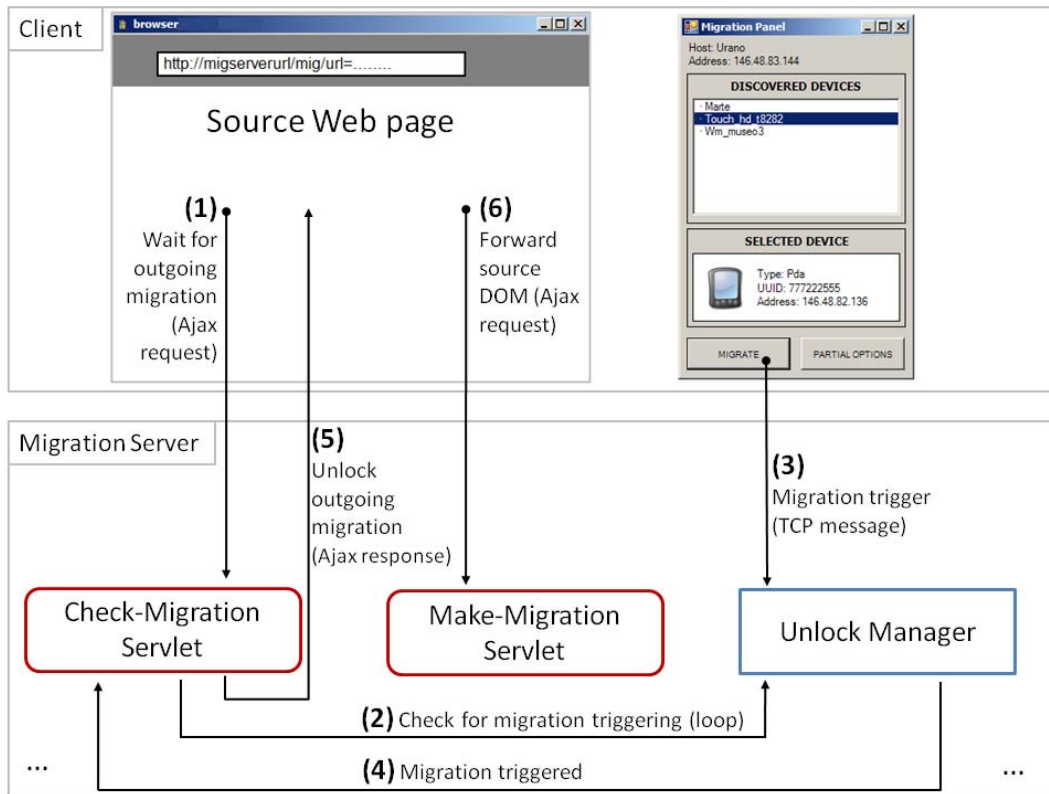 Client
browser
http://migserverurl/mig/url=........
Source Web page
(1)
Wait for
outgoing
migration
(Ajax
request)
(6)
Forward
source
DOM (Ajax
request)
Migration Panel
Host: Urano
Address: 146.48.83.144
DISCOVERED DEVICES
· Marte
· Touch_hd_t8282
· Wm_museo3
SELECTED DEVICE
Type: Pda
UUID: 777222555
Address: 146.48.82.136
MIGRATE
PARTIAL OPTIONS
Migration Server
(5)
Unlock
outgoing
migration
(Ajax response)
(3)
Migration trigger
(TCP message)
Check-Migration
Servlet
Make-Migration
Servlet
Unlock Manager
(2) Check for migration triggering (loop)
(4) Migration triggered
...
...